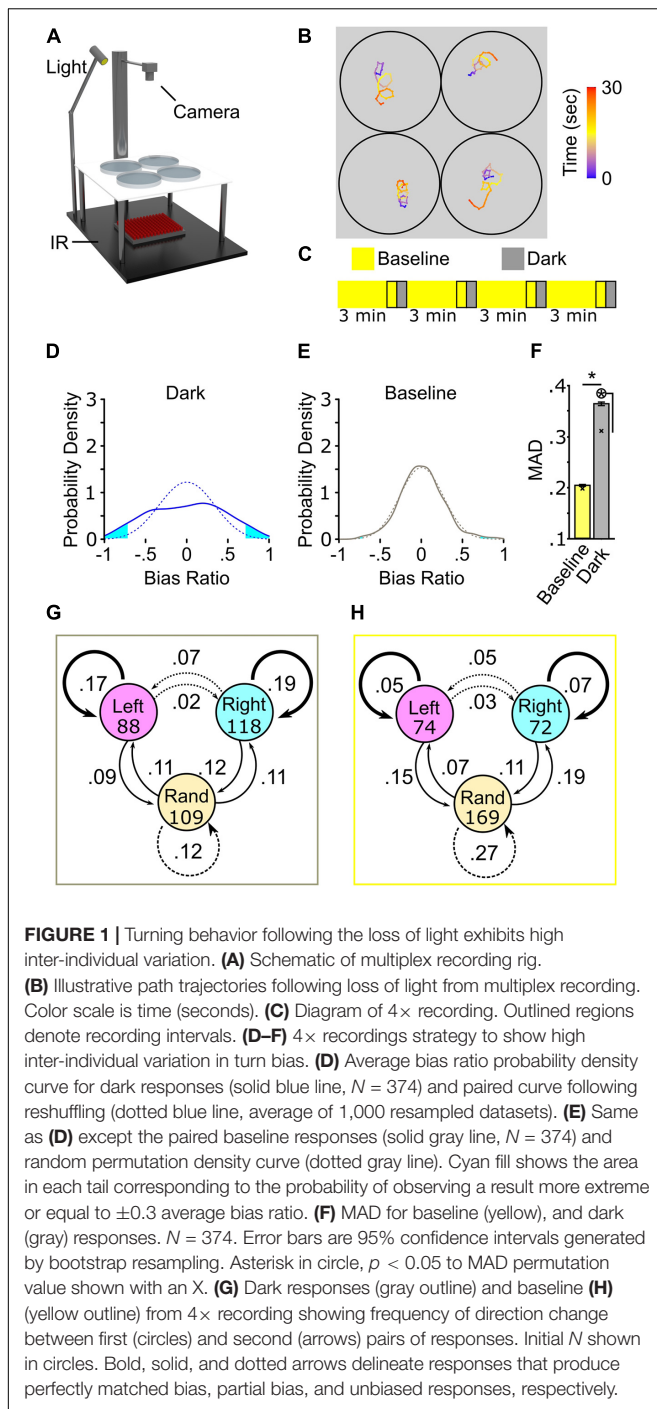 A
Light
Camera
IR
B
Time (sec)
30
0
C
Baseline
Dark
3 min
3 min
3 min
3 min
D
Dark
Probability Density
3
2
1
0
-1
-.5
0
.5
1
Bias Ratio
E
Baseline
Probability Density
3
2
1
0
-1
-.5
0
.5
1
Bias Ratio
F
*
MAD
.4
.3
.2
.1
x
x
Baseline
Dark
G
.07
.17
.02
.19
Left
88
Right
118
.09
.11
.12
.11
Rand
109
.12
H
.05
.05
.03
.07
Left
74
Right
72
.15
.07
.11
.19
Rand
169
.27
FIGURE 1 | Turning behavior following the loss of light exhibits high
inter-individual variation. (A) Schematic of multiplex recording rig.
(B) Illustrative path trajectories following loss of light from multiplex recording.
Color scale is time (seconds). (C) Diagram of 4× recording. Outlined regions
denote recording intervals. (D–F) 4× recordings strategy to show high
inter-individual variation in turn bias. (D) Average bias ratio probability density
curve for dark responses (solid blue line, N = 374) and paired curve following
reshuffling (dotted blue line, average of 1,000 resampled datasets). (E) Same
as (D) except the paired baseline responses (solid gray line, N = 374) and
random permutation density curve (dotted gray line). Cyan fill shows the area
in each tail corresponding to the probability of observing a result more extreme
or equal to ±0.3 average bias ratio. (F) MAD for baseline (yellow), and dark
(gray) responses. N = 374. Error bars are 95% confidence intervals generated
by bootstrap resampling. Asterisk in circle, p < 0.05 to MAD permutation
value shown with an X. (G) Dark responses (gray outline) and baseline (H)
(yellow outline) from 4× recording showing frequency of direction change
between first (circles) and second (arrows) pairs of responses. Initial N shown
in circles. Bold, solid, and dotted arrows delineate responses that produce
perfectly matched bias, partial bias, and unbiased responses, respectively.